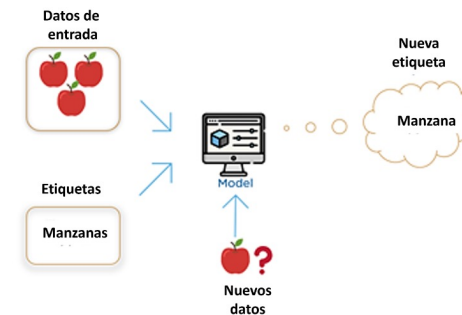 Datos de
entrada
Etiquetas
Manzanas
Model
?
Nuevos
datos
Nueva
etiqueta
Manzana